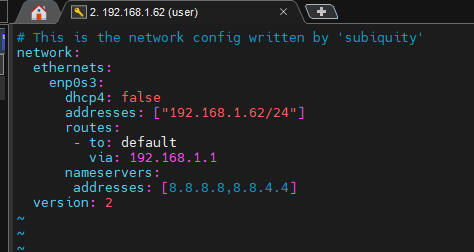 2. 192.168.1.62 (user)
# This is the network config written by 'subiquity'
network:
  ethernets:
    enp0s3:
      dhcp4: false
      addresses: ["192.168.1.62/24"]
      routes:
       - to: default
         via: 192.168.1.1
      nameservers:
       addresses: [8.8.8.8,8.8.4.4]
  version: 2
~
~
~